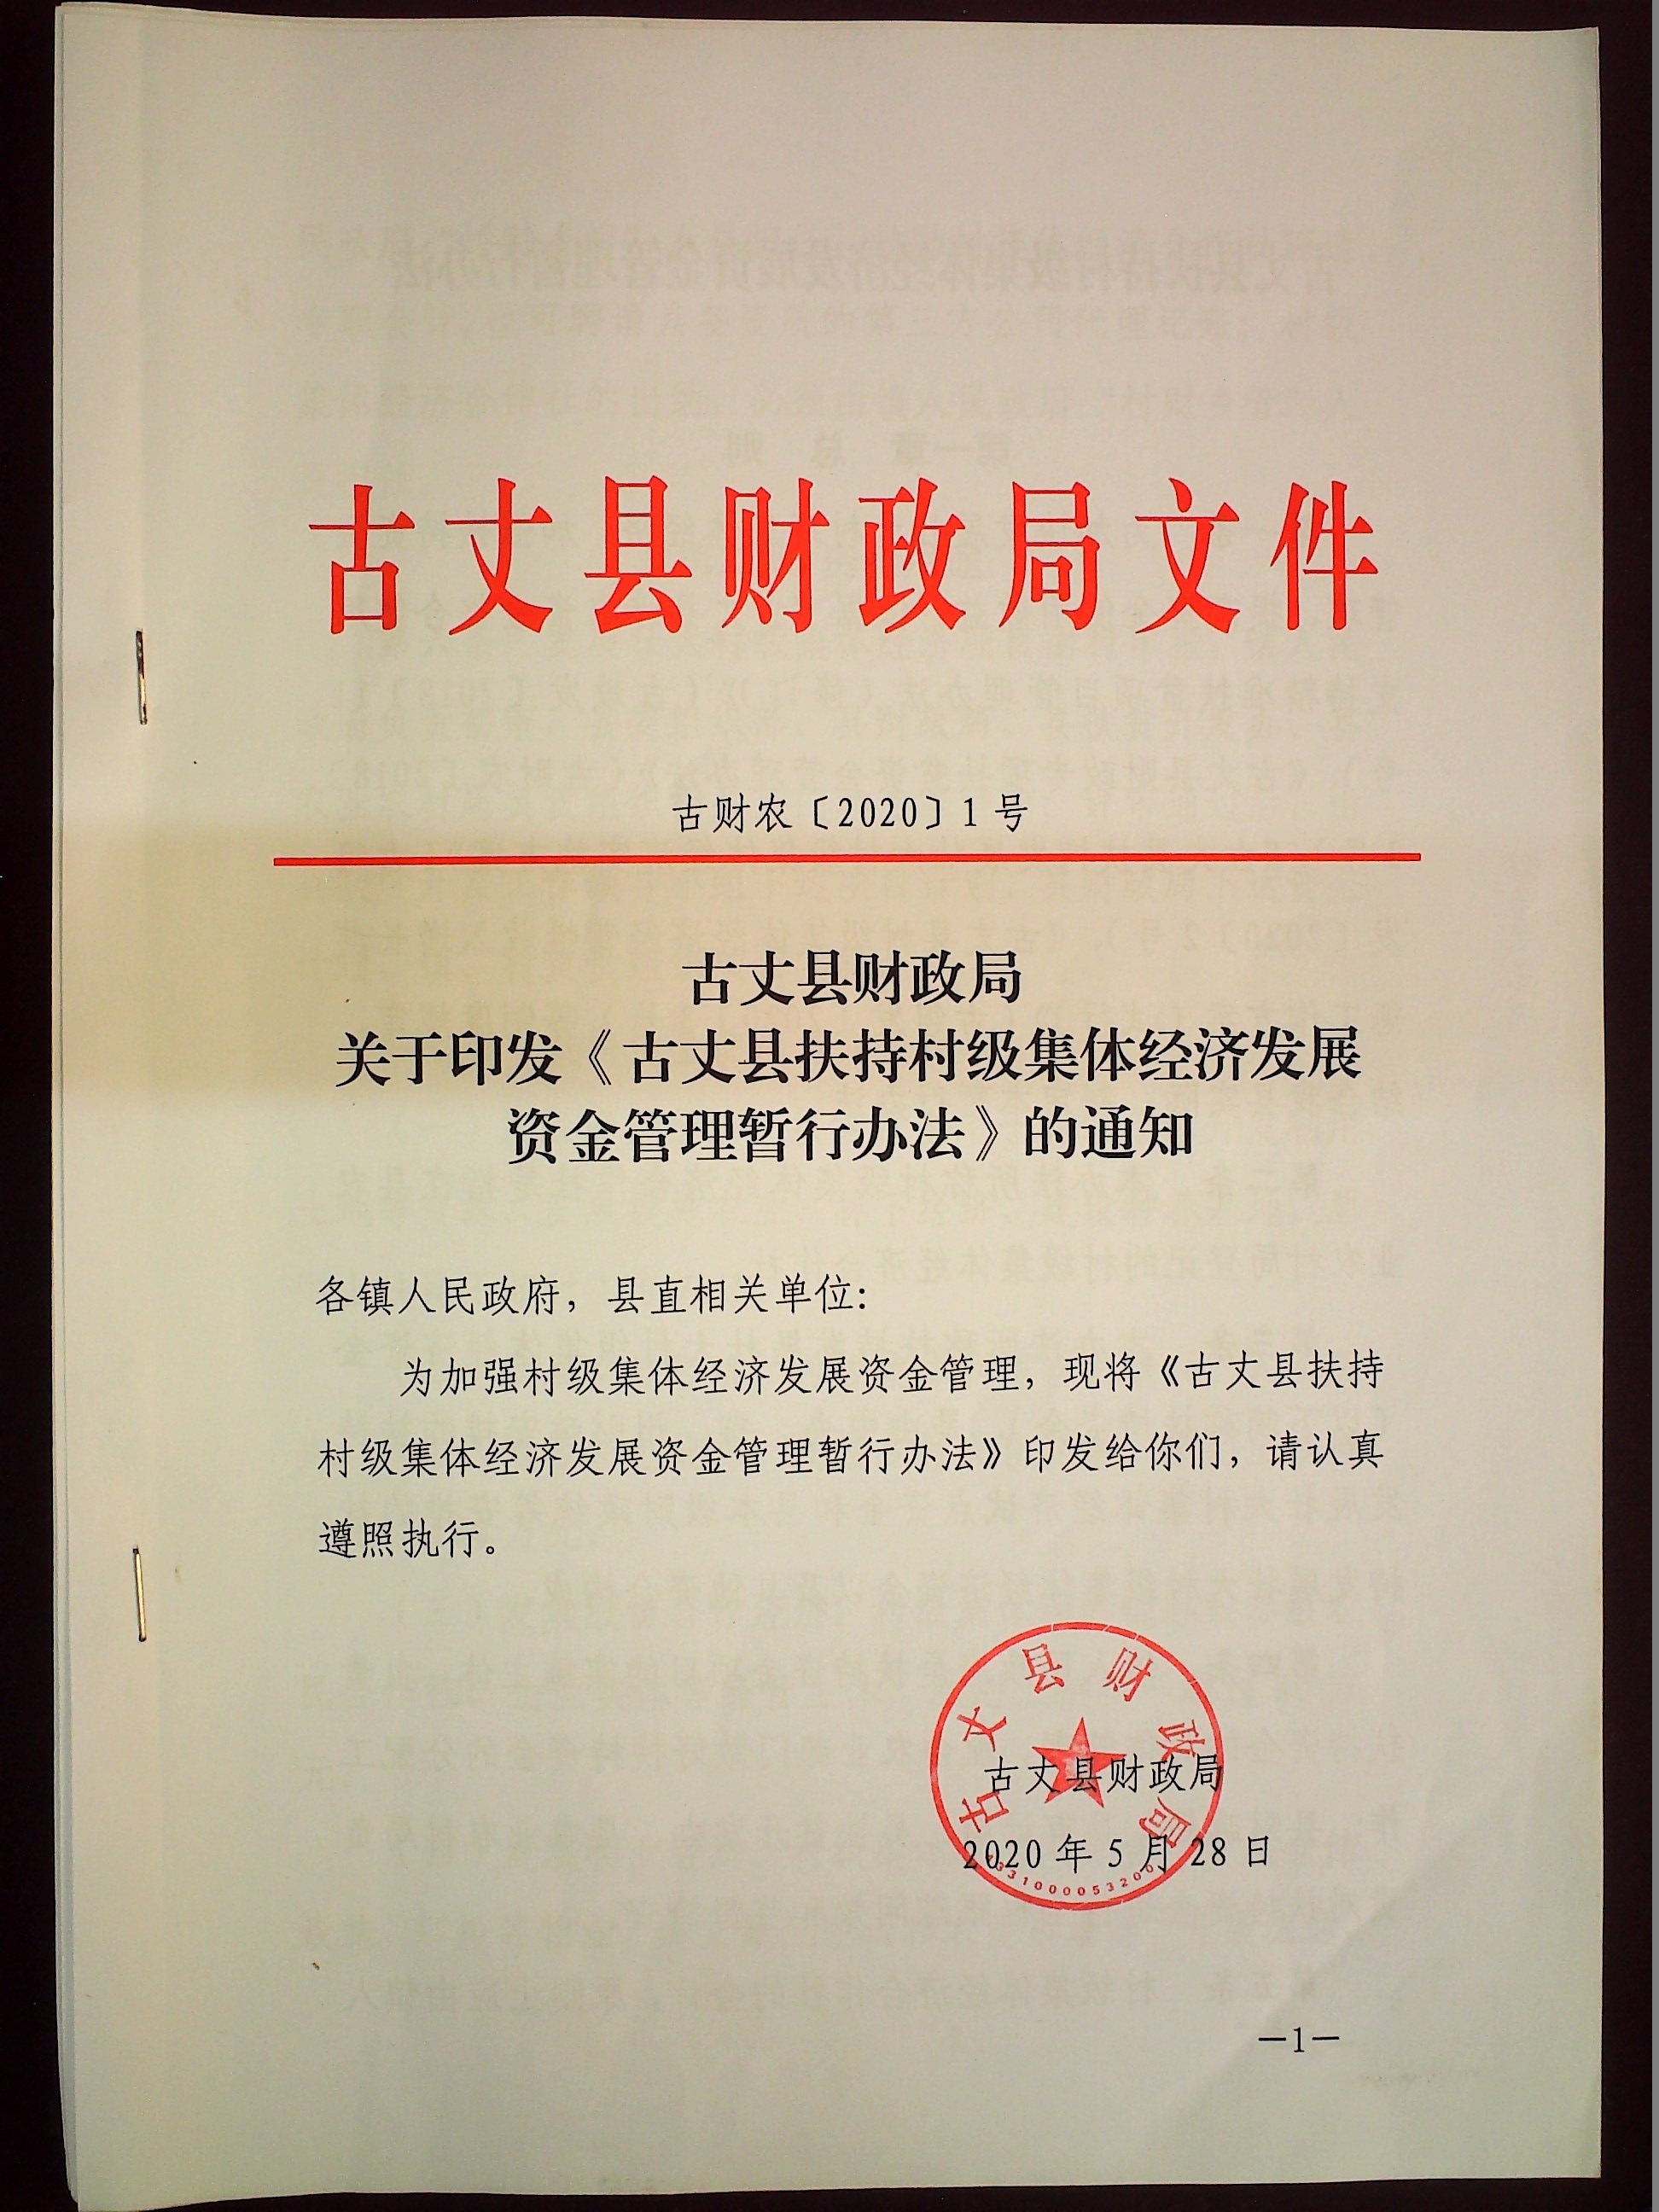 古丈县财政局文件
古财农〔2020〕1号
古丈县财政局
关于印发《古丈县扶持村级集体经济发展
资金管理暂行办法》的通知
各镇人民政府，县直相关单位：
为加强村级集体经济发展资金管理，现将《古丈县扶持
村级集体经济发展资金管理暂行办法》印发给你们，请认真
遵照执行。
古丈县财政局
古丈县财政局
2020年5月28日
—1—